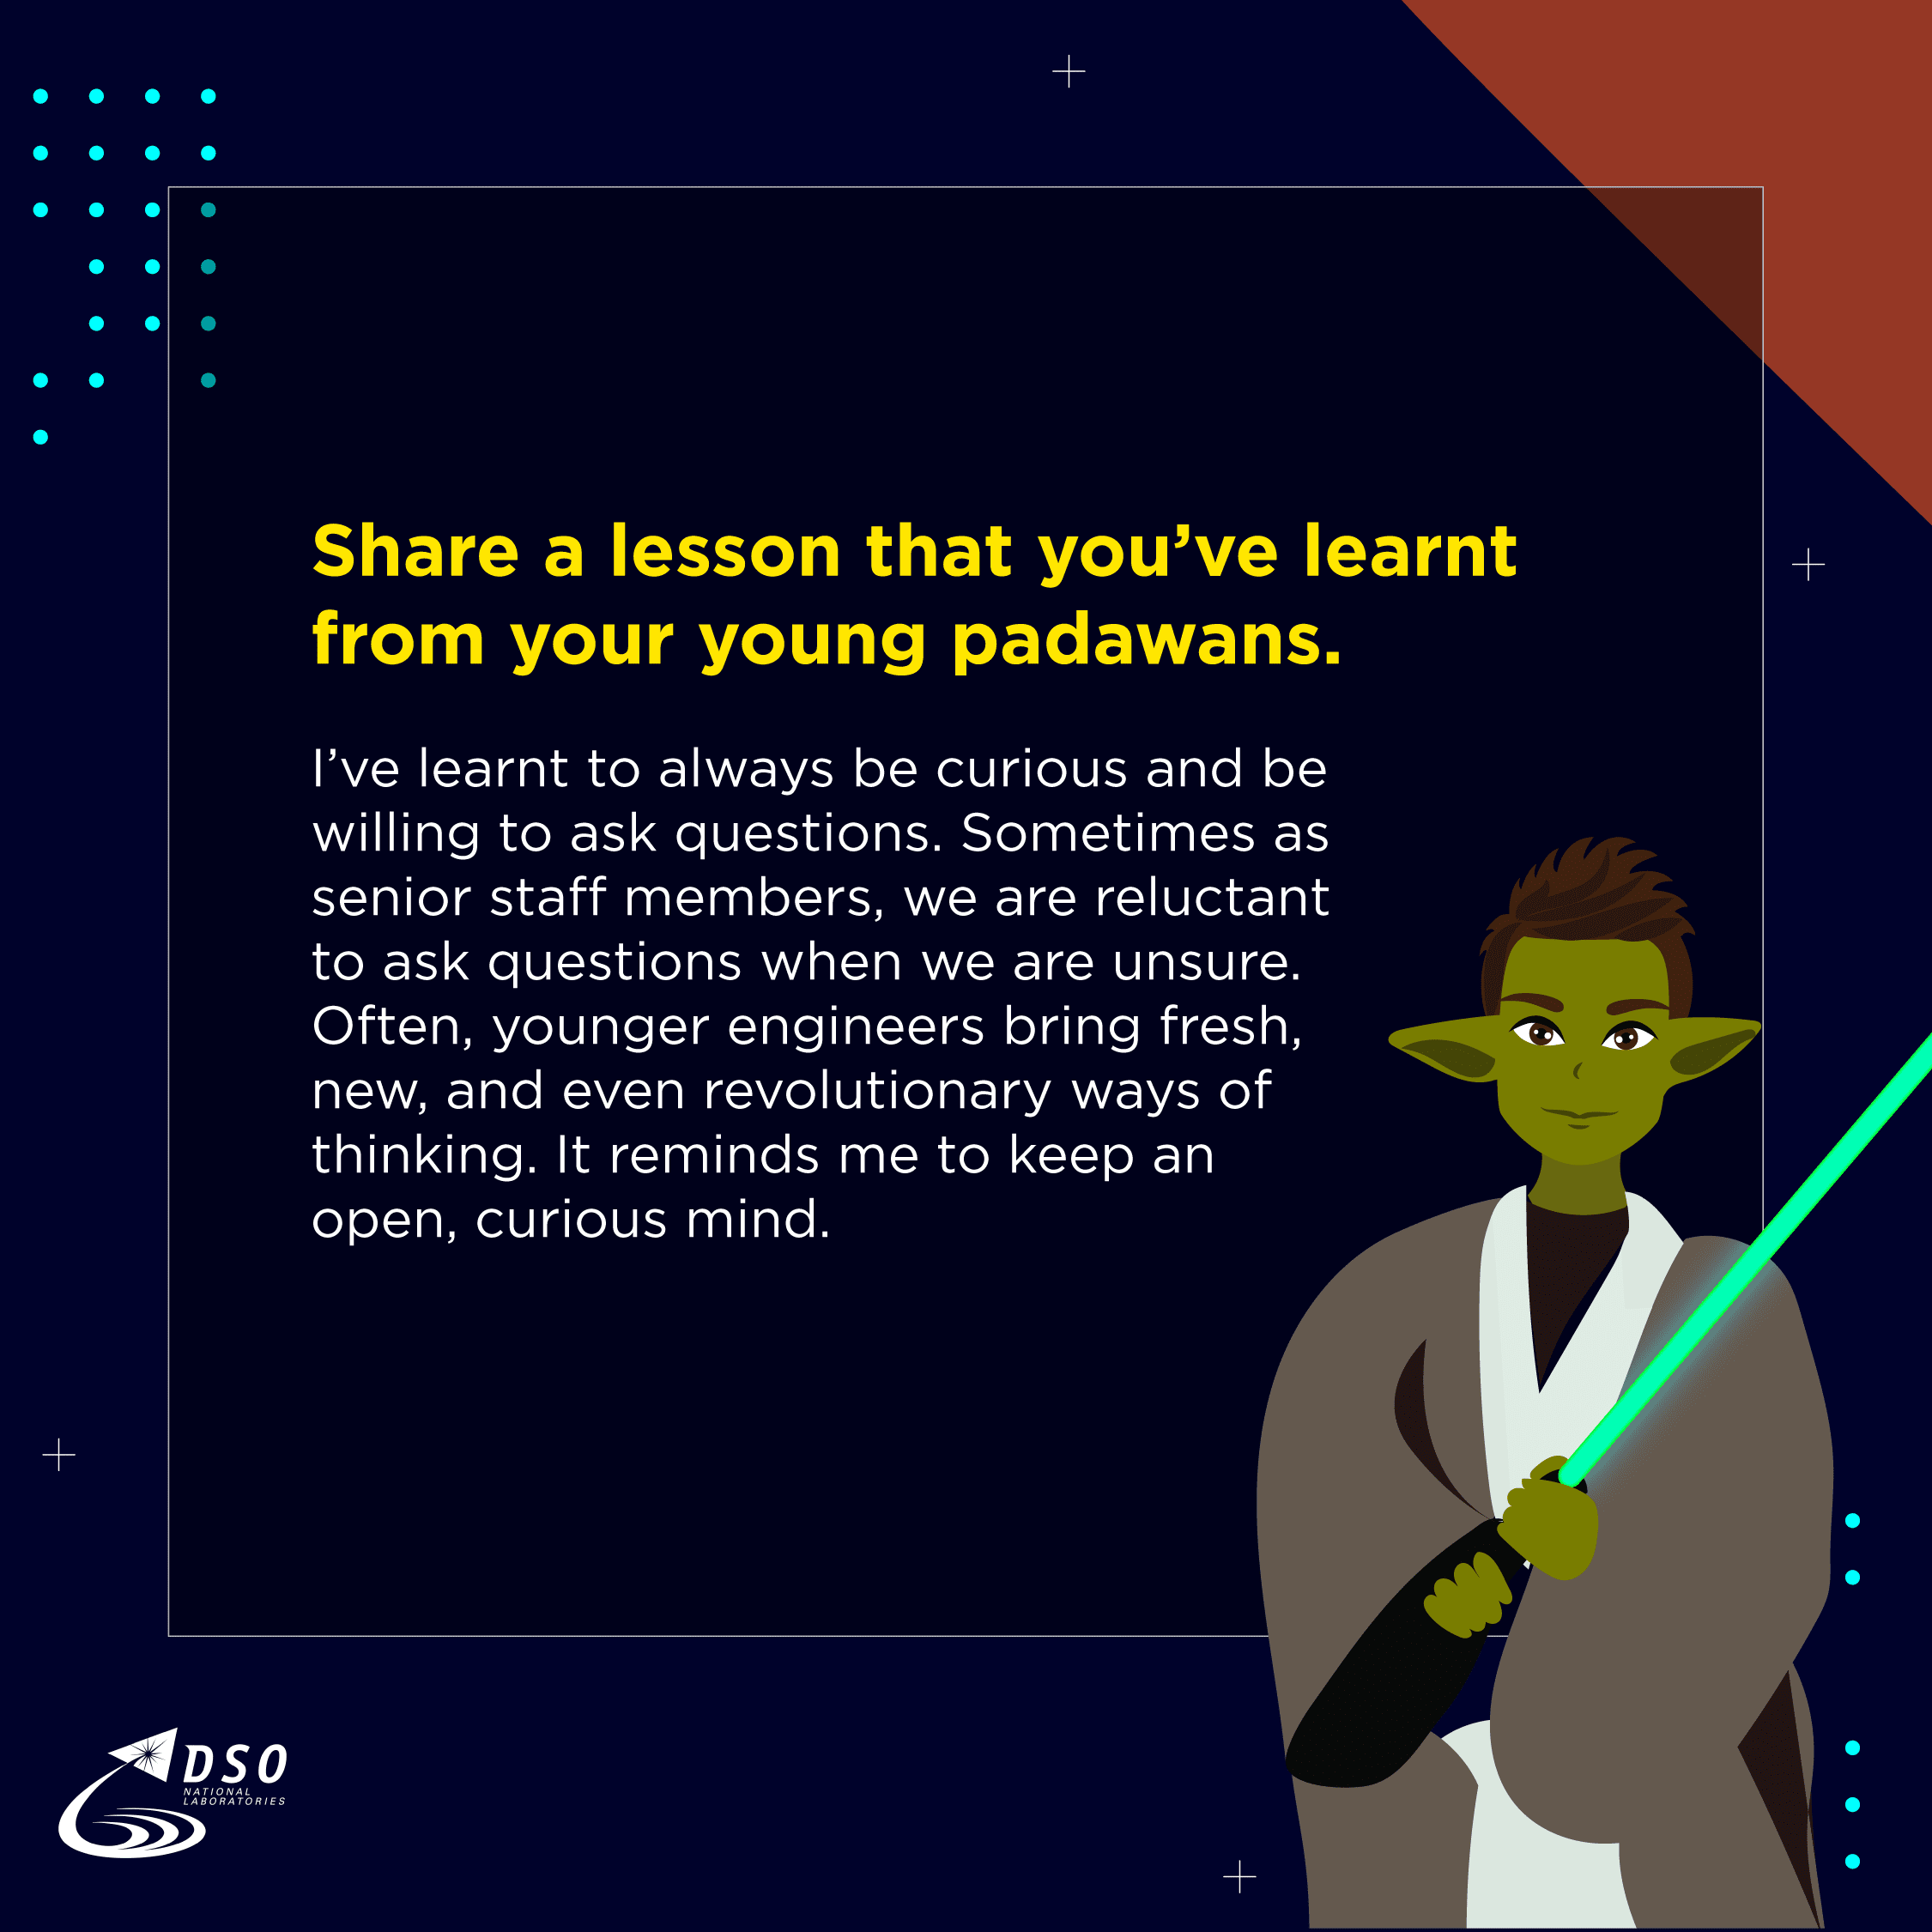 Share a lesson that you’ve learnt
from your young padawans.
I’ve learnt to always be curious and be
willing to ask questions. Sometimes as
senior staff members, we are reluctant
to ask questions when we are unsure.
Often, younger engineers bring fresh,
new, and even revolutionary ways of
thinking. It reminds me to keep an
open, curious mind.
DSO
NATIONAL
LABORATORIES